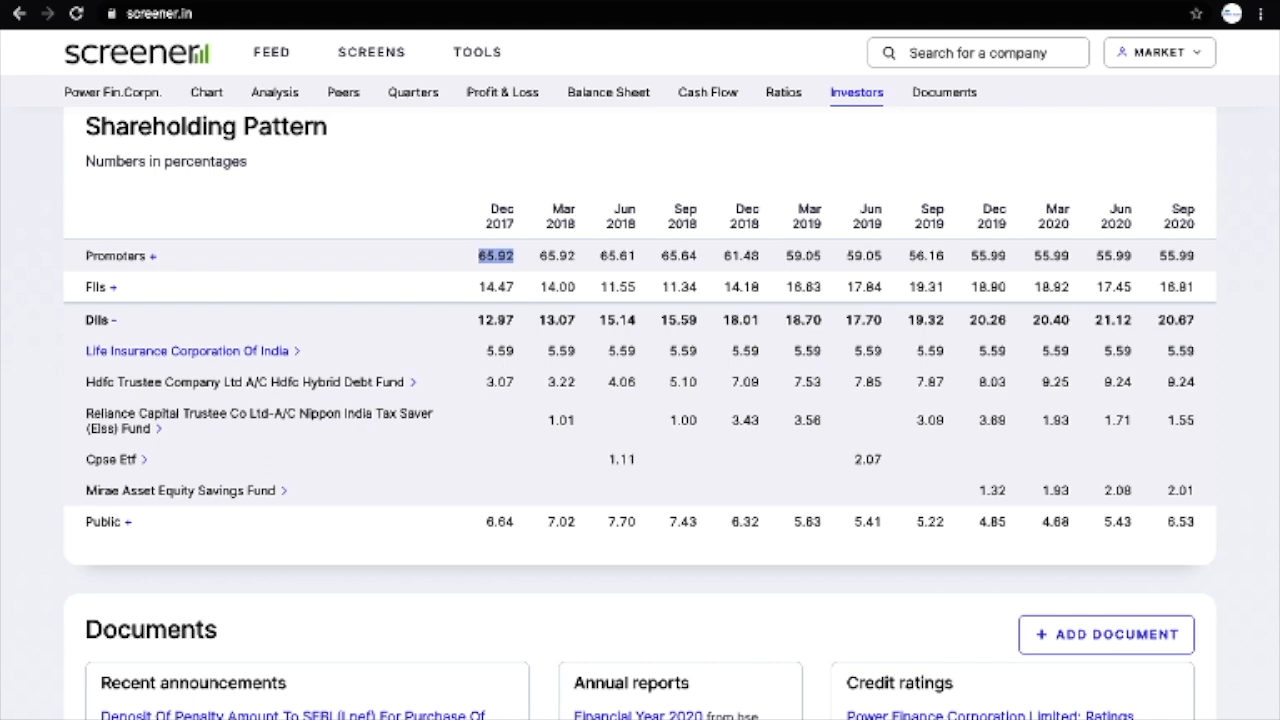 screener.in
screener
FEED SCREENS TOOLS
Search for a company
MARKET
Power Fin.Corpn. Chart Analysis Peers Quarters Profit & Loss Balance Sheet Cash Flow Ratios Investors Documents
Shareholding Pattern
Numbers in percentages
Dec 2017 Mar 2018 Jun 2018 Sep 2018 Dec 2018 Mar 2019 Jun 2019 Sep 2019 Dec 2019 Mar 2020 Jun 2020 Sep 2020
Promoters + 65.92 65.92 65.61 65.64 61.48 59.05 59.05 56.16 55.99 55.99 55.99 55.99
FIIs + 14.47 14.00 11.55 11.34 14.18 16.63 17.84 19.31 18.90 18.92 17.45 16.81
DIIs - 12.97 13.07 15.14 15.59 18.01 18.70 17.70 19.32 20.26 20.40 21.12 20.67
Life Insurance Corporation Of India > 5.59 5.59 5.59 5.59 5.59 5.59 5.59 5.59 5.59 5.59 5.59 5.59
Hdfc Trustee Company Ltd A/C Hdfc Hybrid Debt Fund > 3.07 3.22 4.06 5.10 7.09 7.53 7.85 7.87 8.03 9.25 9.24 9.24
Reliance Capital Trustee Co Ltd-A/C Nippon India Tax Saver
(Elss) Fund > 1.01 1.00 3.43 3.56 3.09 3.69 1.93 1.71 1.55
Cpse Etf > 1.11 2.07
Mirae Asset Equity Savings Fund > 1.32 1.93 2.08 2.01
Public + 6.64 7.02 7.70 7.43 6.32 5.63 5.41 5.22 4.85 4.68 5.43 6.53
Documents
+ ADD DOCUMENT
Recent announcements
Annual reports
Credit ratings
Deposit Of Penalty Amount To SEBI (Lnef) For Purchase Of
Financial Year 2020 from bse
Power Finance Corporation Limited: Ratings